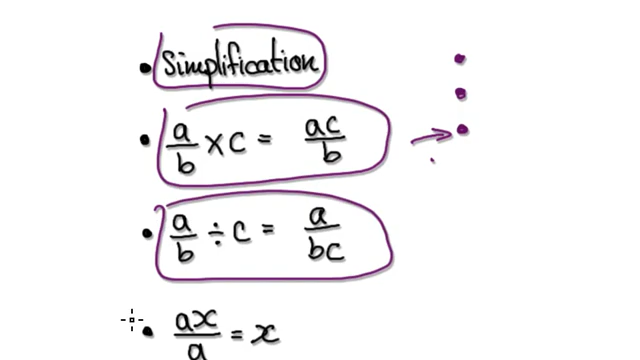 • Simplification
• a/b × c = ac/b
• a/b ÷ c = a/bc
• ax/a = x